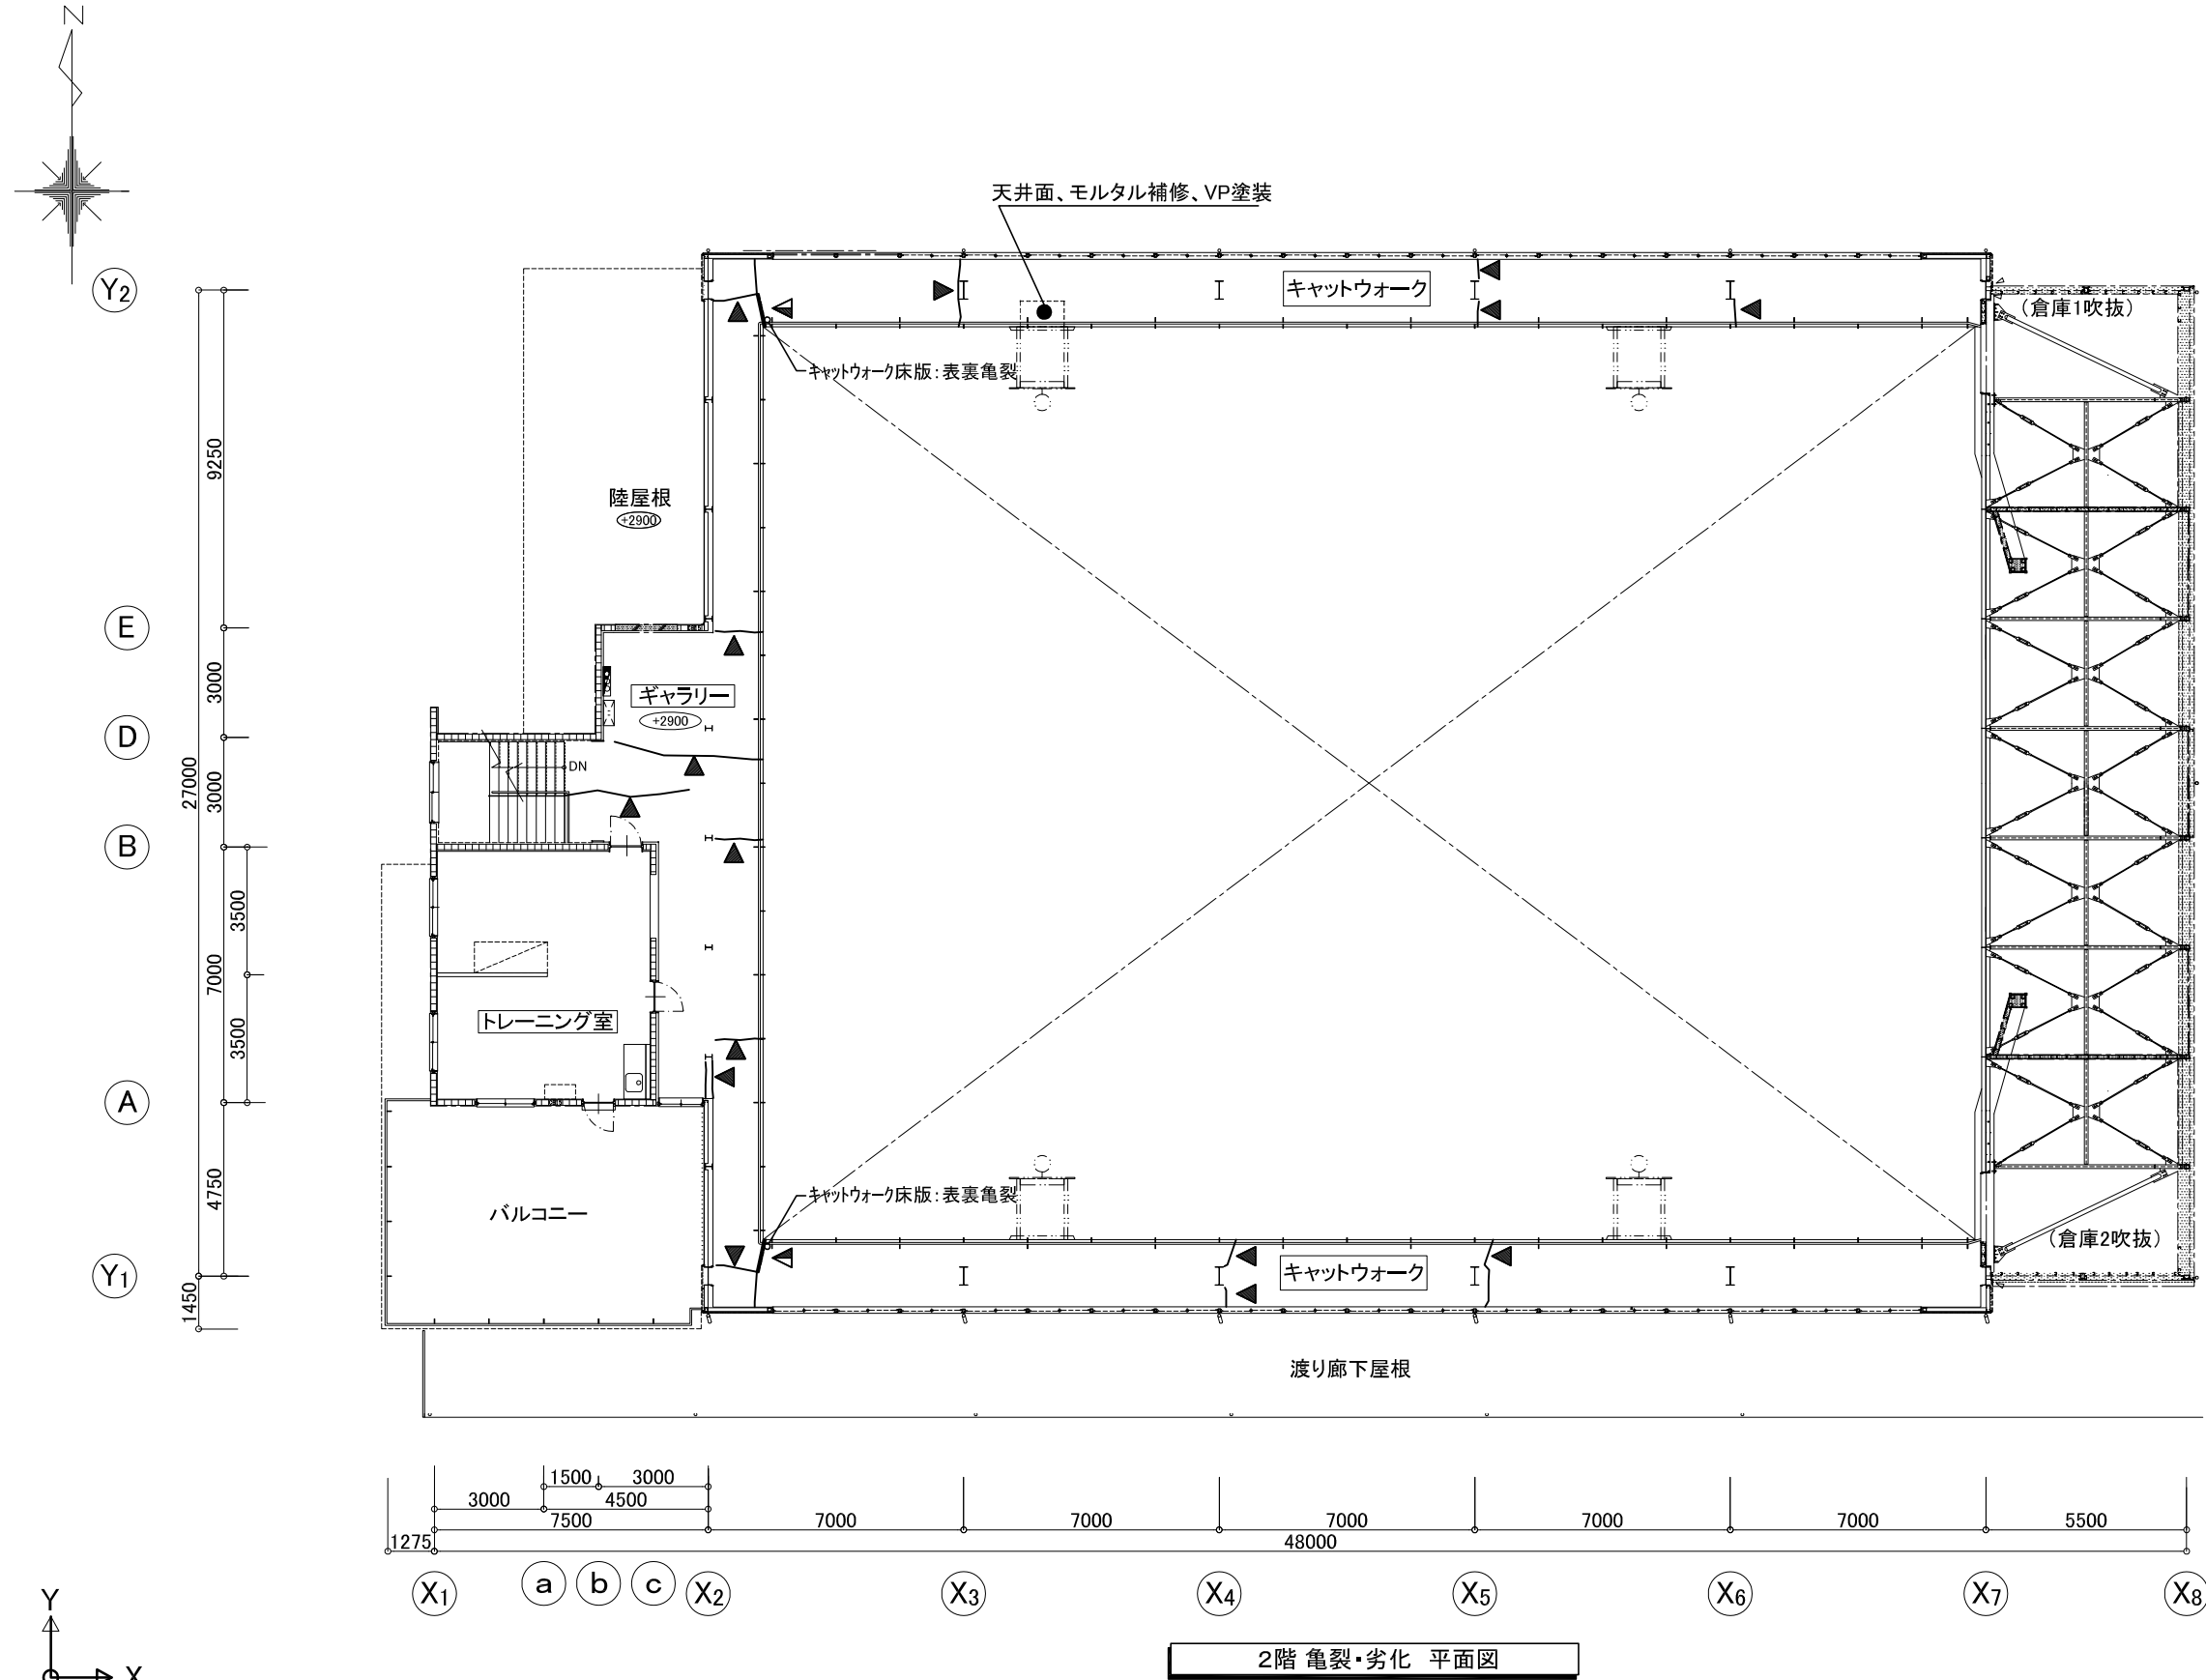 N
天井面、モルタル補修、VP塗装
Y2
キャットウォーク
(倉庫1吹抜)
キャットウォーク床版：表裏亀裂
9250
陸屋根
+2900
E
3000
ギャラリー
+2900
D
27000
3000
DN
B
3500
7000
トレーニング室
3500
A
4750
キャットウォーク床版：表裏亀裂
バルコニー
(倉庫2吹抜)
Y1
キャットウォーク
1450
渡り廊下屋根
1500 3000
3000 4500
7500 7000 7000 7000 7000 7000 5500
1275 48000
X1 a b c X2 X3 X4 X5 X6 X7 X8
Y
X
2階 亀裂・劣化 平面図